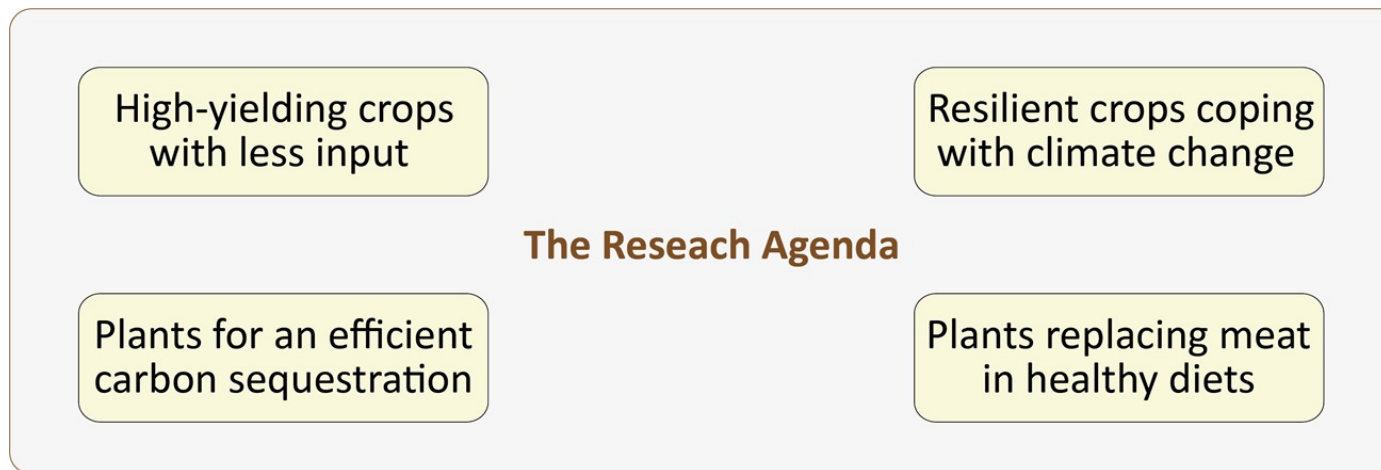 High-yielding crops
with less input
Resilient crops coping
with climate change
The Reseach Agenda
Plants for an efficient
carbon sequestration
Plants replacing meat
in healthy diets